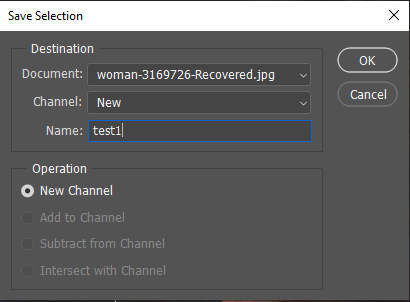 Save Selection
Destination
Document: woman-3169726-Recovered.jpg
OK
Channel: New
Cancel
Name: test1
Operation
New Channel
Add to Channel
Subtract from Channel
Intersect with Channel